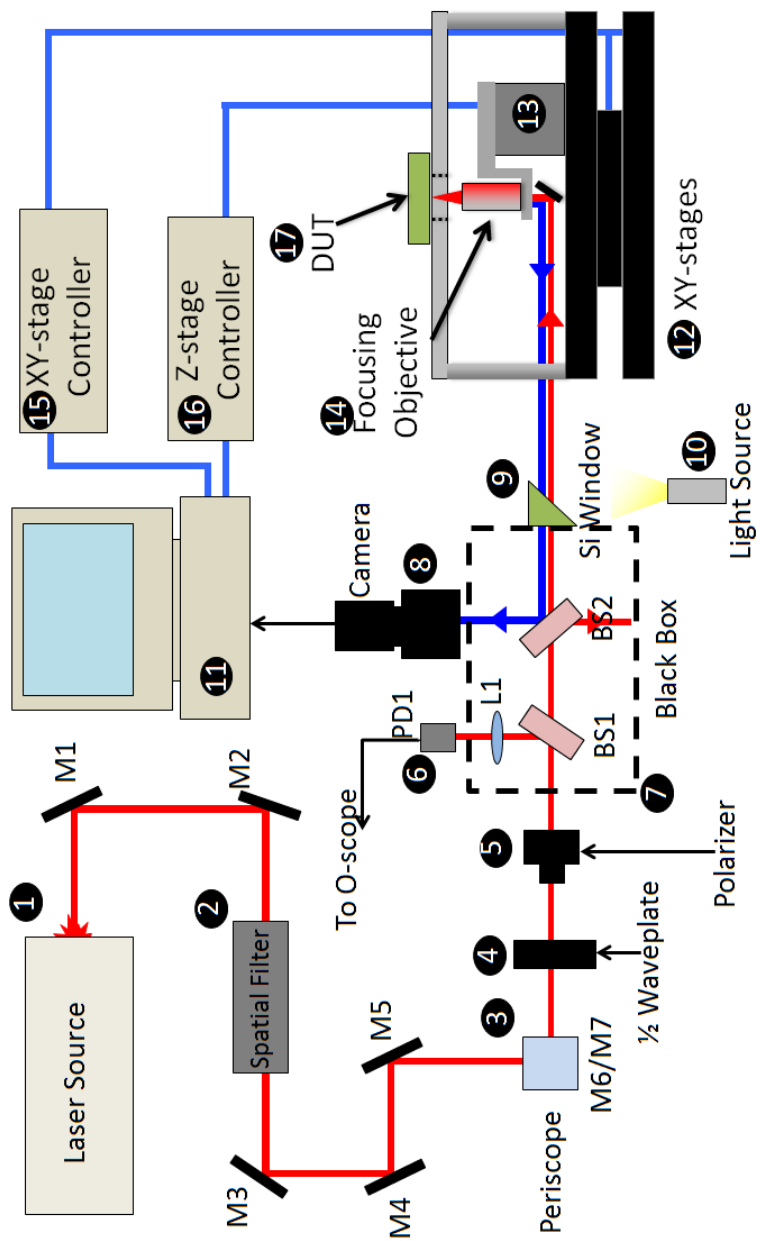 Laser Source
1
M1
M2
2
Spatial Filter
M3
M4
M5
3
M6/M7
Periscope
4
½ Waveplate
5
Polarizer
To O-scope
6
PD1
L1
BS1
BS2
7
Black Box
8
Camera
9
Si Window
10
Light Source
11
15
XY-stage
Controller
16
Z-stage
Controller
17
DUT
14
Focusing
Objective
13
12
XY-stages